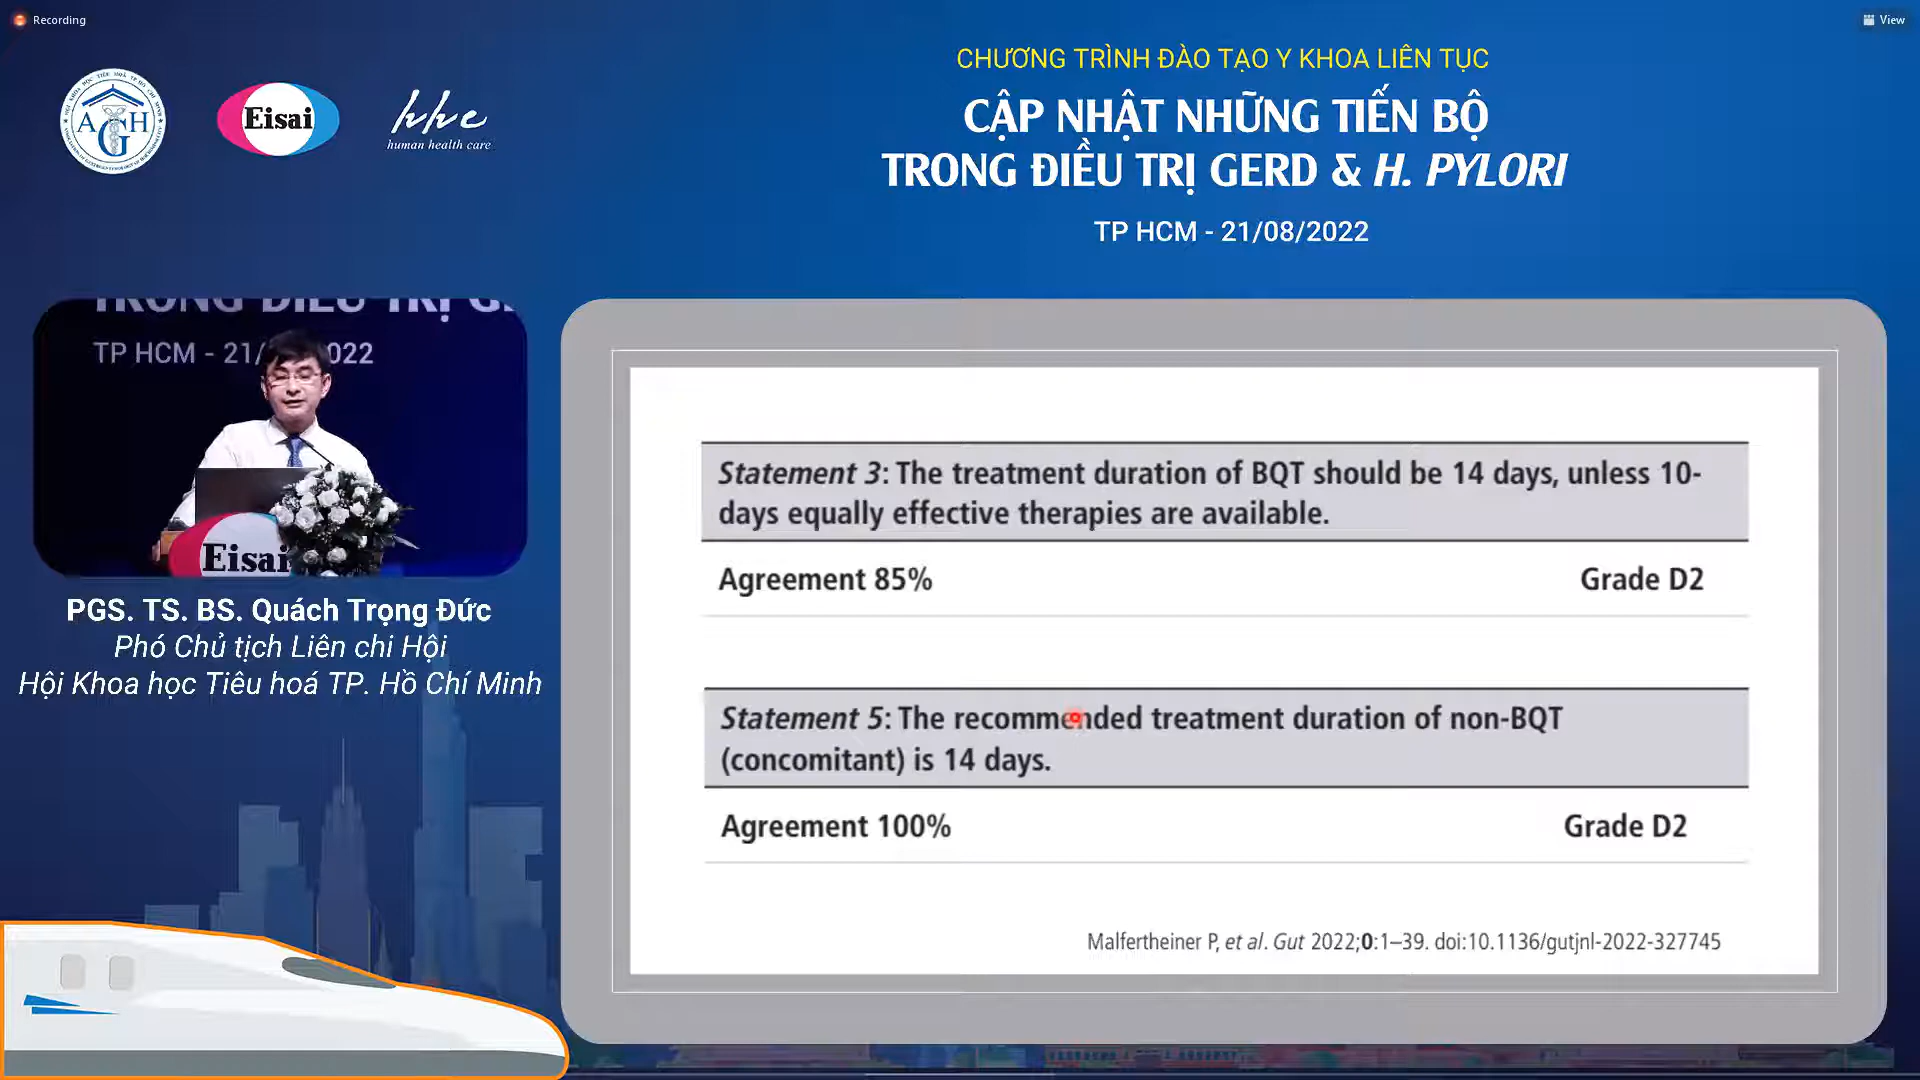 Recording
View
CHƯƠNG TRÌNH ĐÀO TẠO Y KHOA LIÊN TỤC
CẬP NHẬT NHỮNG TIẾN BỘ
TRONG ĐIỀU TRỊ GERD & H. PYLORI
TP HCM - 21/08/2022
AGH
Eisai
hhc
human health care
TRONG ĐIỀU TRỊ G
TP HCM - 21/ 022
Eisai
PGS. TS. BS. Quách Trọng Đức
Phó Chủ tịch Liên chi Hội
Hội Khoa học Tiêu hoá TP. Hồ Chí Minh
Statement 3: The treatment duration of BQT should be 14 days, unless 10-
days equally effective therapies are available.
Agreement 85% Grade D2
Statement 5: The recommended treatment duration of non-BQT
(concomitant) is 14 days.
Agreement 100% Grade D2
Malfertheiner P, et al. Gut 2022;0:1–39. doi:10.1136/gutjnl-2022-327745